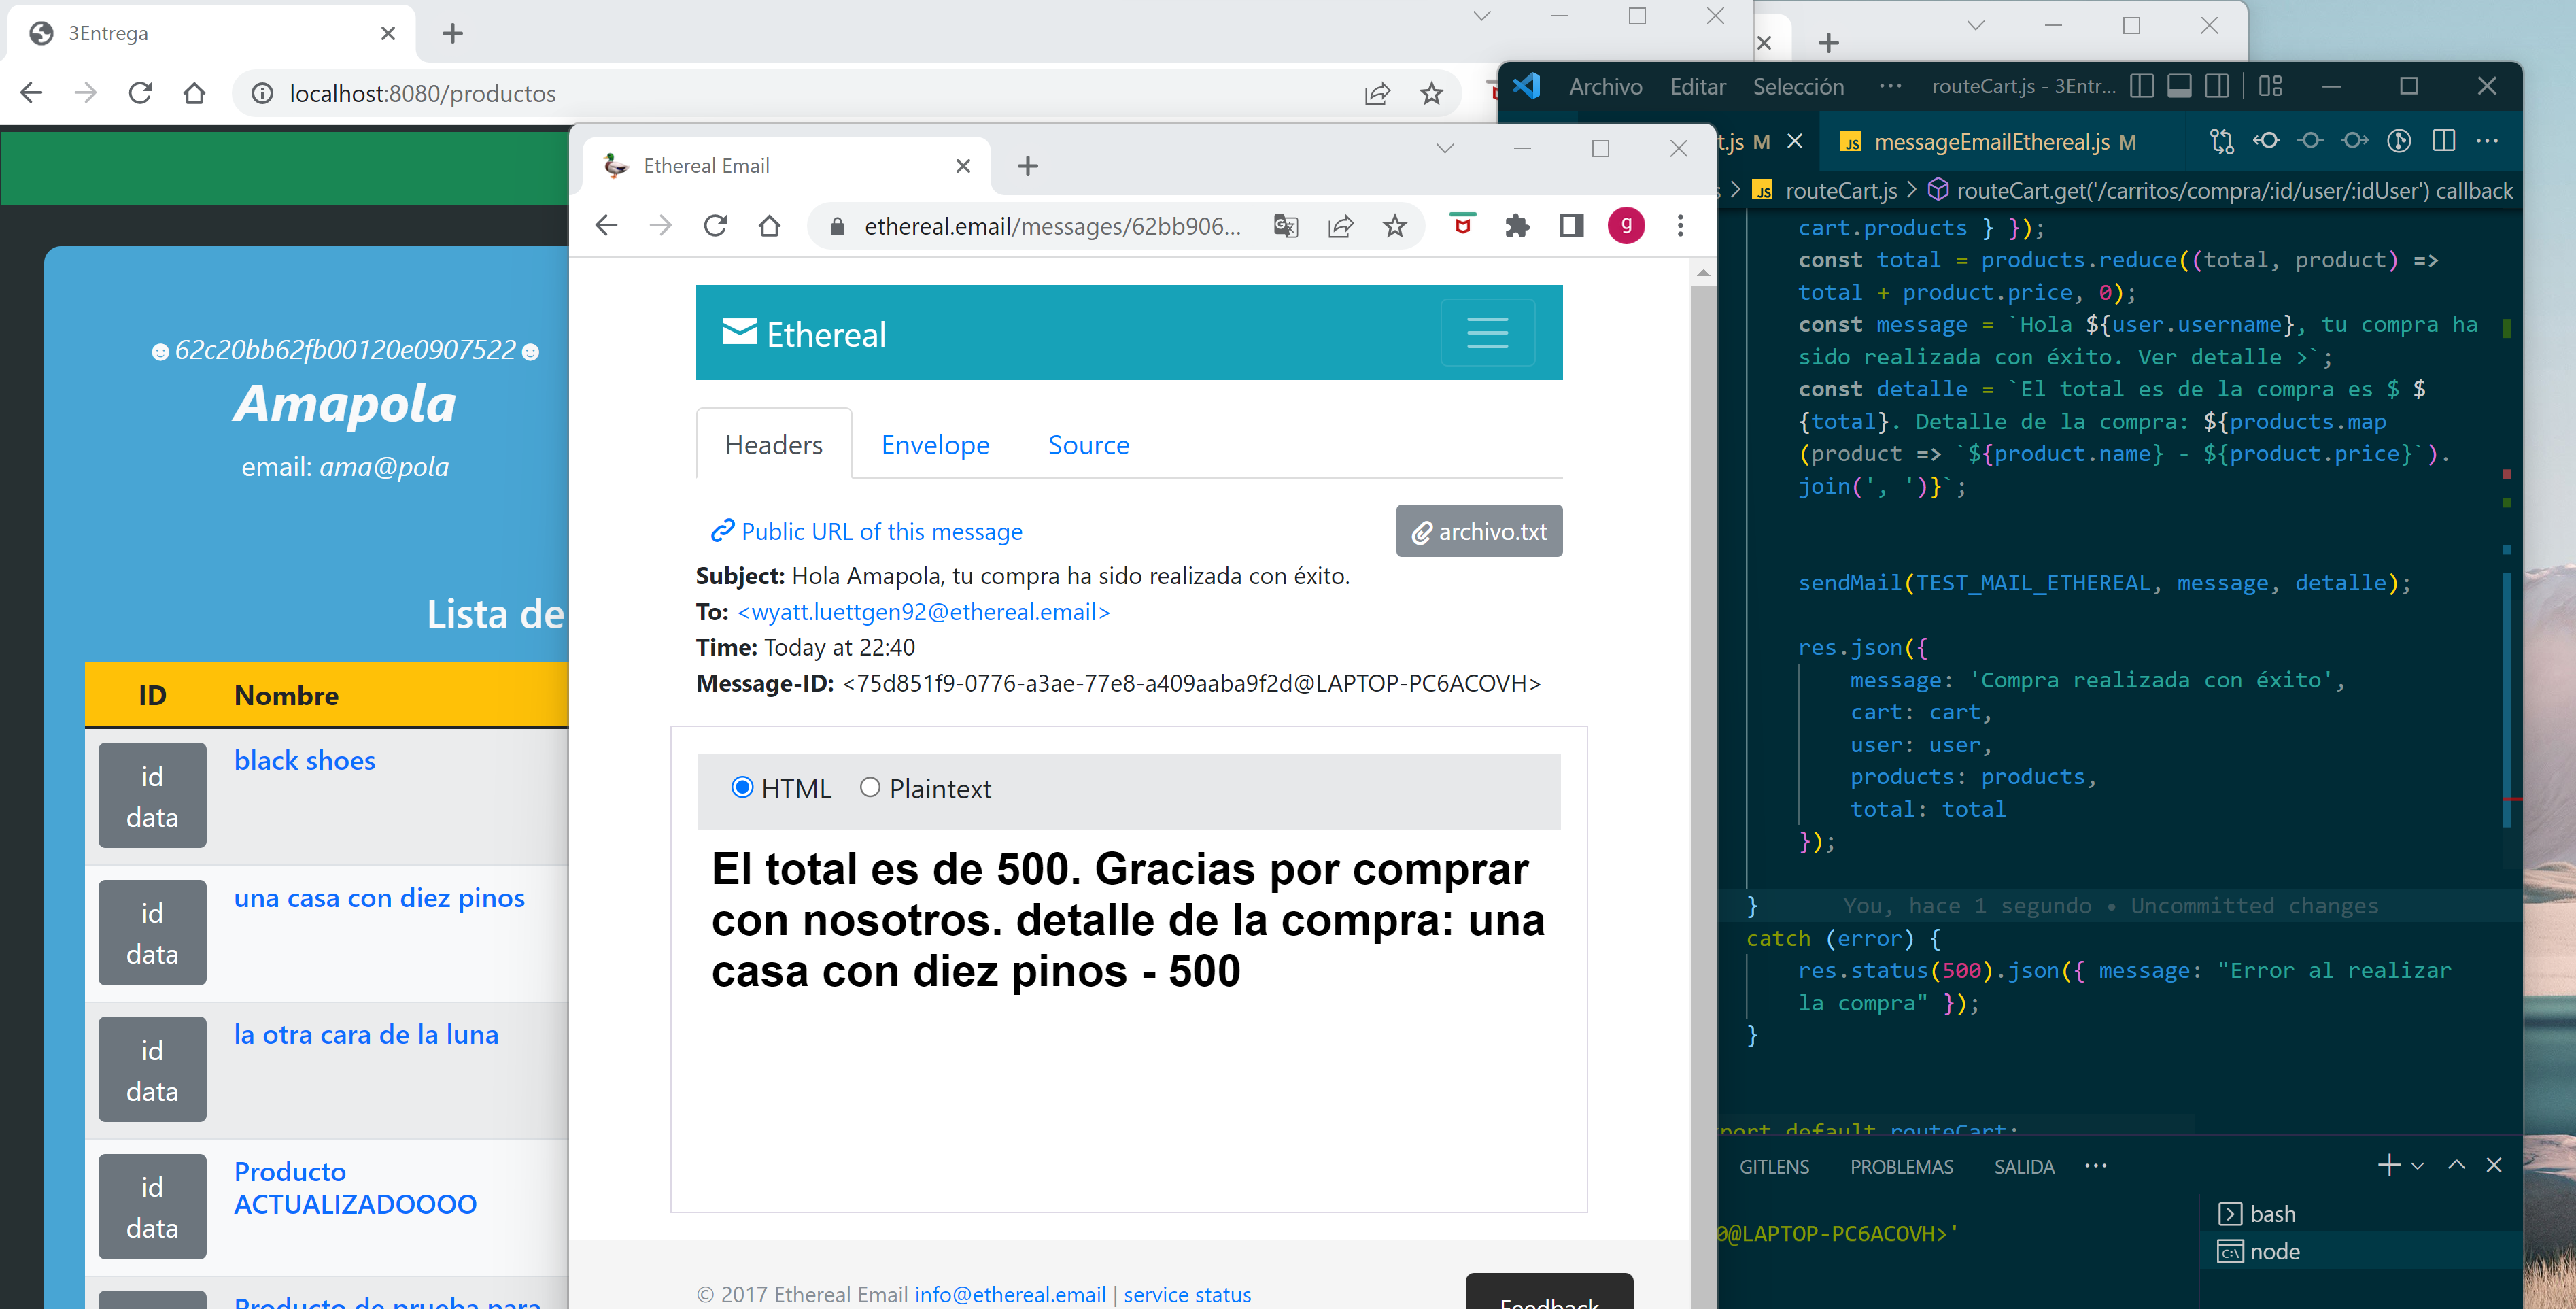 3Entrega
localhost:8080/productos
☻62c20bb62fb00120e0907522☻
Amapola
email: ama@pola
Lista de
ID Nombre
id data
black shoes
id data
una casa con diez pinos
id data
la otra cara de la luna
id data
Producto ACTUALIZADOOOO
Producto de prueba para
Ethereal Email
ethereal.email/messages/62bb906...
g
Ethereal
Headers Envelope Source
Public URL of this message
archivo.txt
Subject: Hola Amapola, tu compra ha sido realizada con éxito.
To: <wyatt.luettgen92@ethereal.email>
Time: Today at 22:40
Message-ID: <75d851f9-0776-a3ae-77e8-a409aaba9f2d@LAPTOP-PC6ACOVH>
HTML Plaintext
El total es de 500. Gracias por comprar
con nosotros. detalle de la compra: una
casa con diez pinos - 500
© 2017 Ethereal Email info@ethereal.email | service status
Feedback
Archivo Editar Selección ··· routeCart.js - 3Entr...
t.js M JS messageEmailEthereal.js M
s > JS routeCart.js > routeCart.get('/carritos/compra/:id/user/:idUser') callback
cart.products } });
const total = products.reduce((total, product) =>
total + product.price, 0);
const message = `Hola ${user.username}, tu compra ha
sido realizada con éxito. Ver detalle >`;
const detalle = `El total es de la compra es $ $
{total}. Detalle de la compra: ${products.map
(product => `${product.name} - ${product.price}`).
join(', ')}`;
sendMail(TEST_MAIL_ETHEREAL, message, detalle);
res.json({
message: 'Compra realizada con éxito',
cart: cart,
user: user,
products: products,
total: total
});
} You, hace 1 segundo • Uncommitted changes
catch (error) {
res.status(500).json({ message: "Error al realizar
la compra" });
}
port default routeCart;
GITLENS PROBLEMAS SALIDA ···
0@LAPTOP-PC6ACOVH>'
bash
node